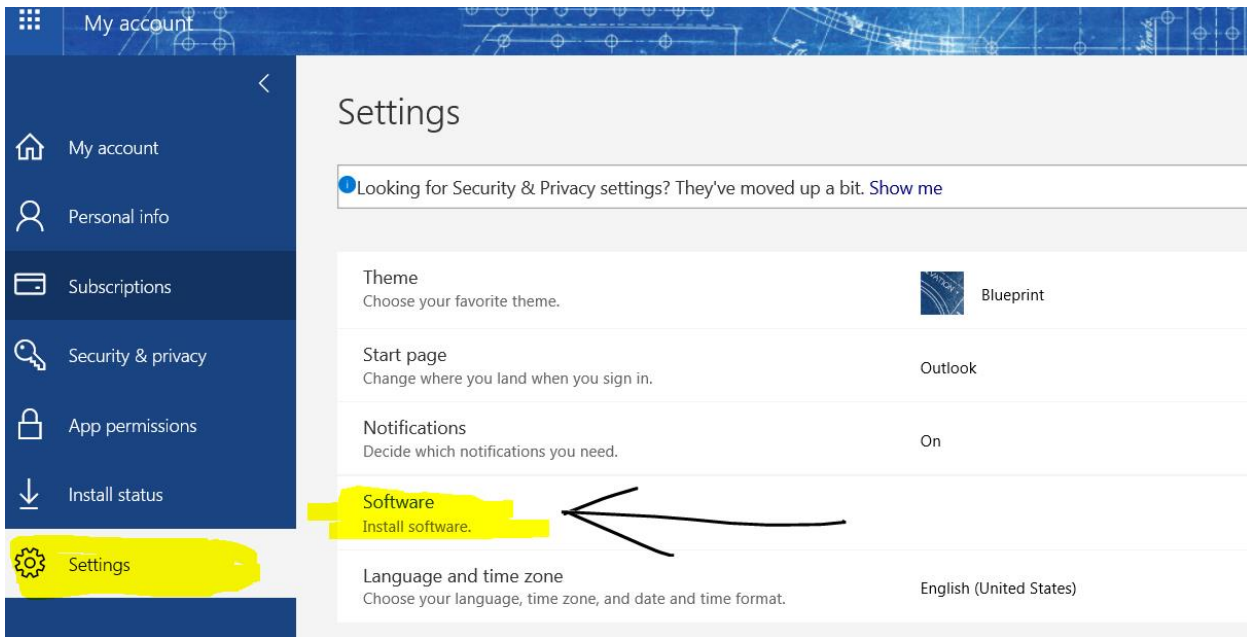 My account
My account
Personal info
Subscriptions
Security & privacy
App permissions
Install status
Settings
Settings
Looking for Security & Privacy settings? They've moved up a bit. Show me
Theme
Choose your favorite theme.
Blueprint
Start page
Change where you land when you sign in.
Outlook
Notifications
Decide which notifications you need.
On
Software
Install software.
Language and time zone
Choose your language, time zone, and date and time format.
English (United States)